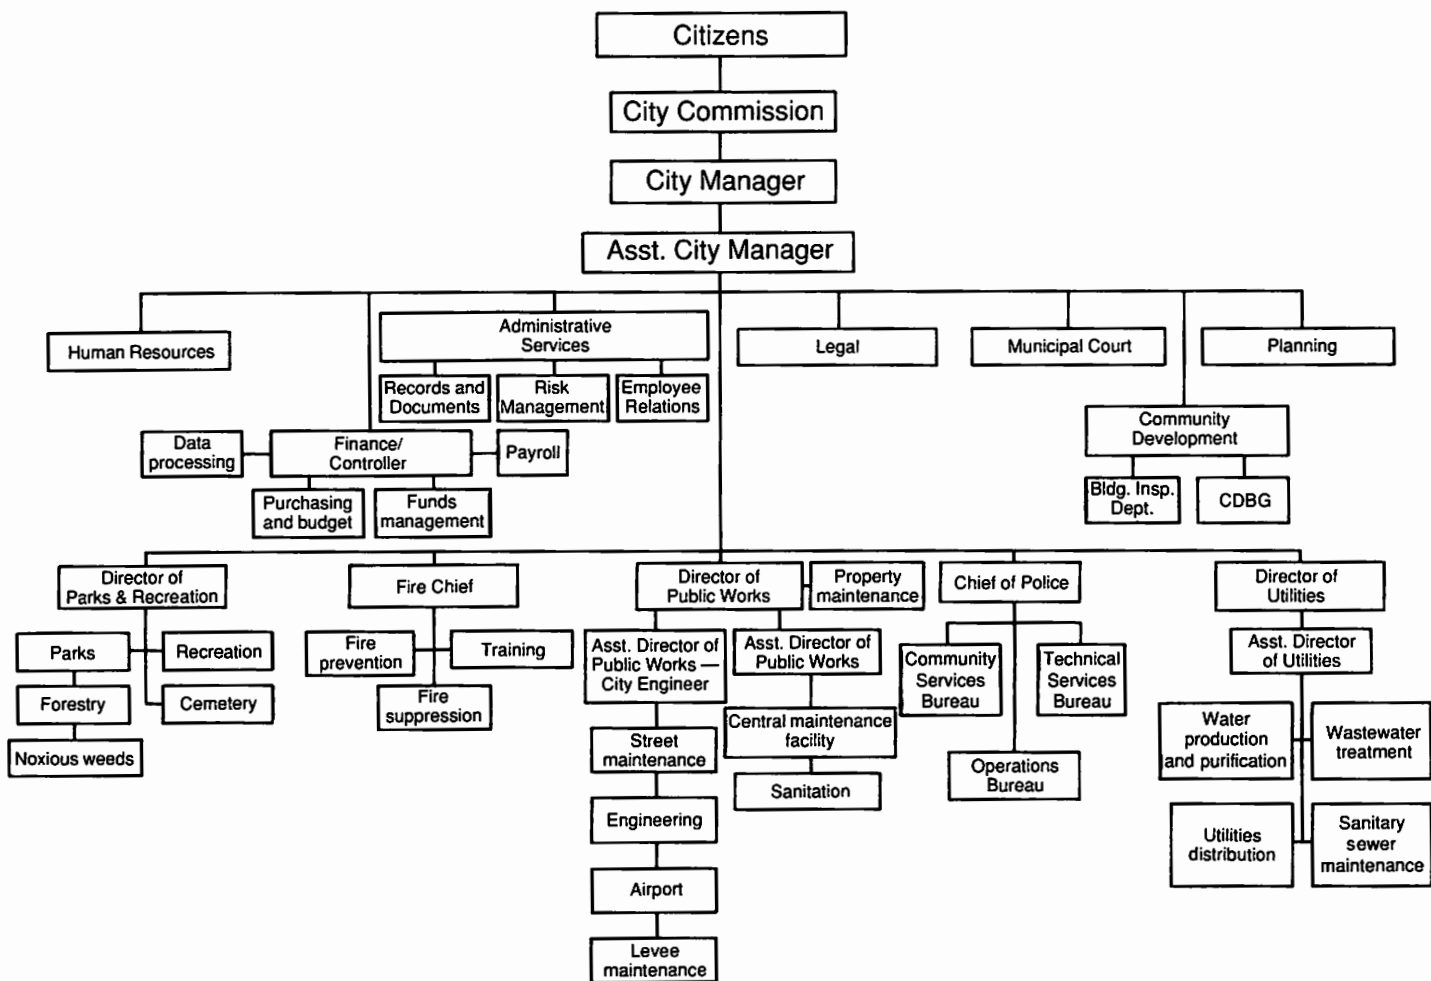 Citizens
City Commission
City Manager
Asst. City Manager
Human Resources
Administrative
Services
Legal
Municipal Court
Planning
Records and
Documents
Risk
Management
Employee
Relations
Data
processing
Finance/
Controller
Payroll
Purchasing
and budget
Funds
management
Community
Development
Bldg. Insp.
Dept.
CDBG
Director of
Parks & Recreation
Fire Chief
Director of
Public Works
Property
maintenance
Chief of Police
Director of
Utilities
Parks
Recreation
Forestry
Cemetery
Noxious weeds
Fire
prevention
Training
Fire
suppression
Asst. Director of
Public Works —
City Engineer
Asst. Director of
Public Works
Street
maintenance
Engineering
Airport
Levee
maintenance
Central maintenance
facility
Sanitation
Community
Services
Bureau
Technical
Services
Bureau
Operations
Bureau
Asst. Director
of Utilities
Water
production
and purification
Wastewater
treatment
Utilities
distribution
Sanitary
sewer
maintenance